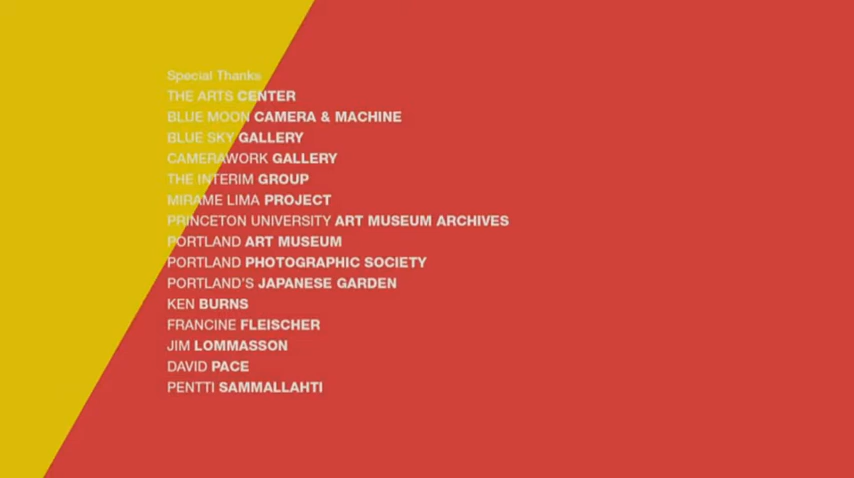 Special Thanks
THE ARTS CENTER
BLUE MOON CAMERA & MACHINE
BLUE SKY GALLERY
CAMERAWORK GALLERY
THE INTERIM GROUP
MIRAME LIMA PROJECT
PRINCETON UNIVERSITY ART MUSEUM ARCHIVES
PORTLAND ART MUSEUM
PORTLAND PHOTOGRAPHIC SOCIETY
PORTLAND'S JAPANESE GARDEN
KEN BURNS
FRANCINE FLEISCHER
JIM LOMMASSON
DAVID PACE
PENTTI SAMMALLAHTI